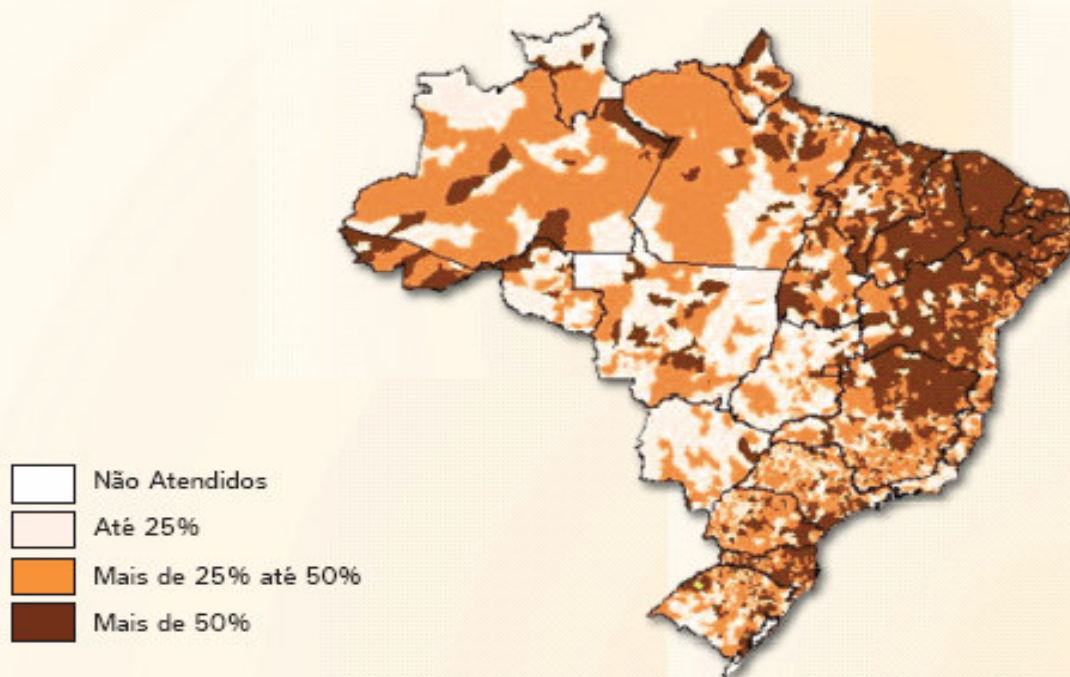 Não Atendidos
Até 25%
Mais de 25% até 50%
Mais de 50%